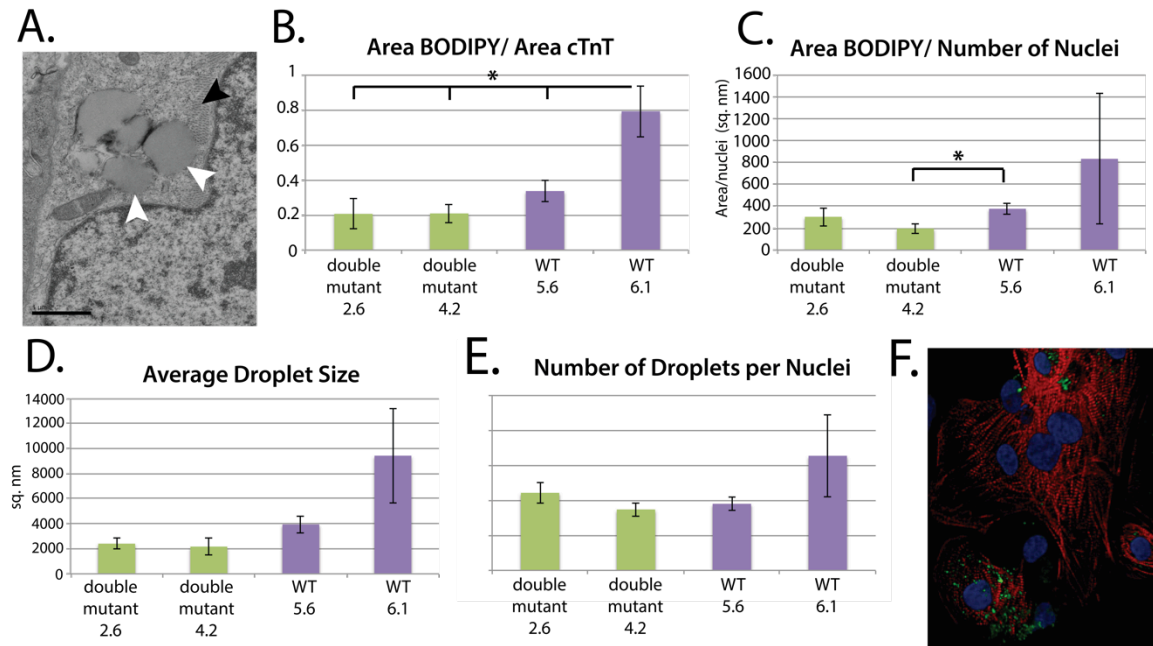 A.
B.
Area BODIPY/ Area cTnT
1
0.8
0.6
0.4
0.2
0
*
double
mutant
2.6
double
mutant
4.2
WT
5.6
WT
6.1
C.
Area BODIPY/ Number of Nuclei
Area/nuclei (sq. nm)
1600
1400
1200
1000
800
600
400
200
0
*
double
mutant
2.6
double
mutant
4.2
WT
5.6
WT
6.1
D.
Average Droplet Size
sq. nm
14000
12000
10000
8000
6000
4000
2000
0
double
mutant
2.6
double
mutant
4.2
WT
5.6
WT
6.1
E.
Number of Droplets per Nuclei
double
mutant
2.6
double
mutant
4.2
WT
5.6
WT
6.1
F.